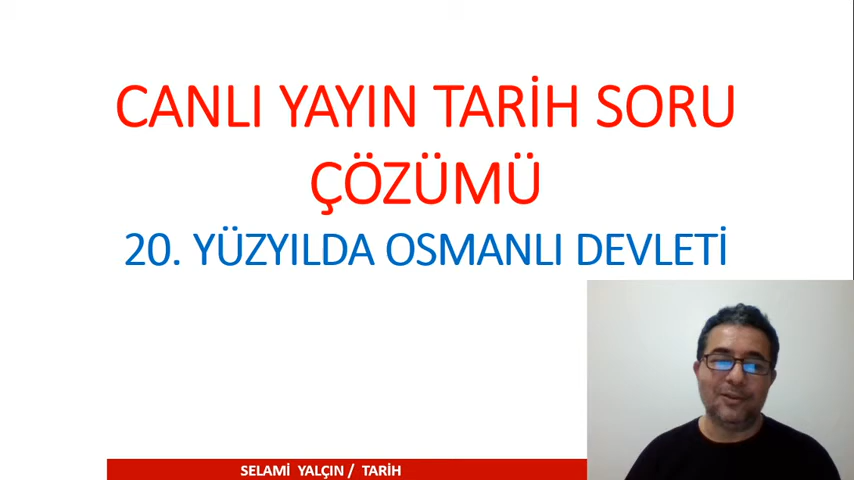 CANLI YAYIN TARİH SORU
ÇÖZÜMÜ
20. YÜZYILDA OSMANLI DEVLETİ
SELAMİ YALÇIN / TARİH